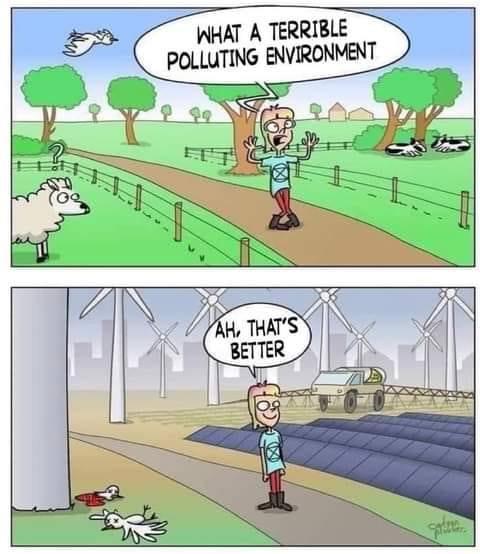 WHAT A TERRIBLE
POLLUTING ENVIRONMENT
?
AH, THAT'S
BETTER